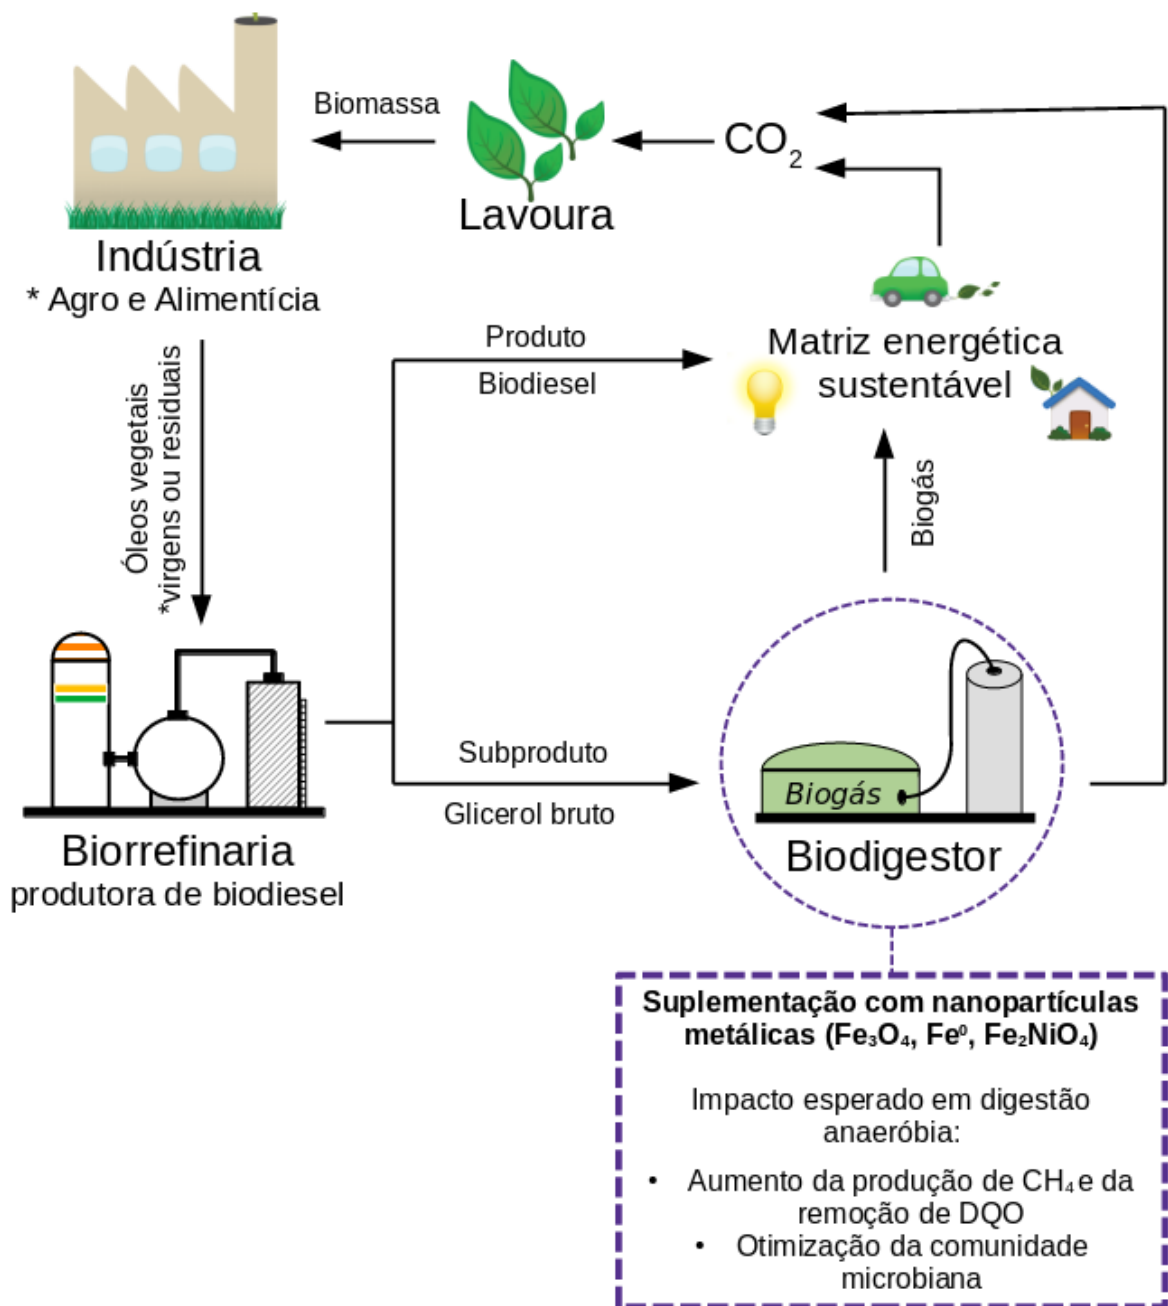 Biomassa
CO₂
Lavoura
Indústria
* Agro e Alimentícia
Óleos vegetais
*virgens ou residuais
Produto
Biodiesel
Matriz energética
sustentável
Biogás
Subproduto
Glicerol bruto
Biogás
Biodigestor
Biorrefinaria
produtora de biodiesel
Suplementação com nanopartículas
metálicas (Fe₃O₄, Fe⁰, Fe₂NiO₄)
Impacto esperado em digestão
anaeróbia:
• Aumento da produção de CH₄ e da
remoção de DQO
• Otimização da comunidade
microbiana